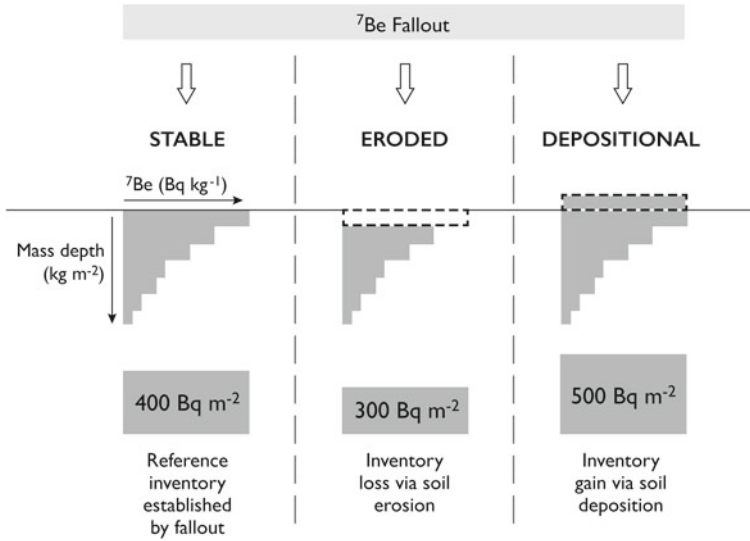 ⁷Be Fallout
STABLE
ERODED
DEPOSITIONAL
⁷Be (Bq kg⁻¹)
Mass depth
(kg m⁻²)
400 Bq m⁻²
300 Bq m⁻²
500 Bq m⁻²
Reference
inventory
established
by fallout
Inventory
loss via soil
erosion
Inventory
gain via soil
deposition